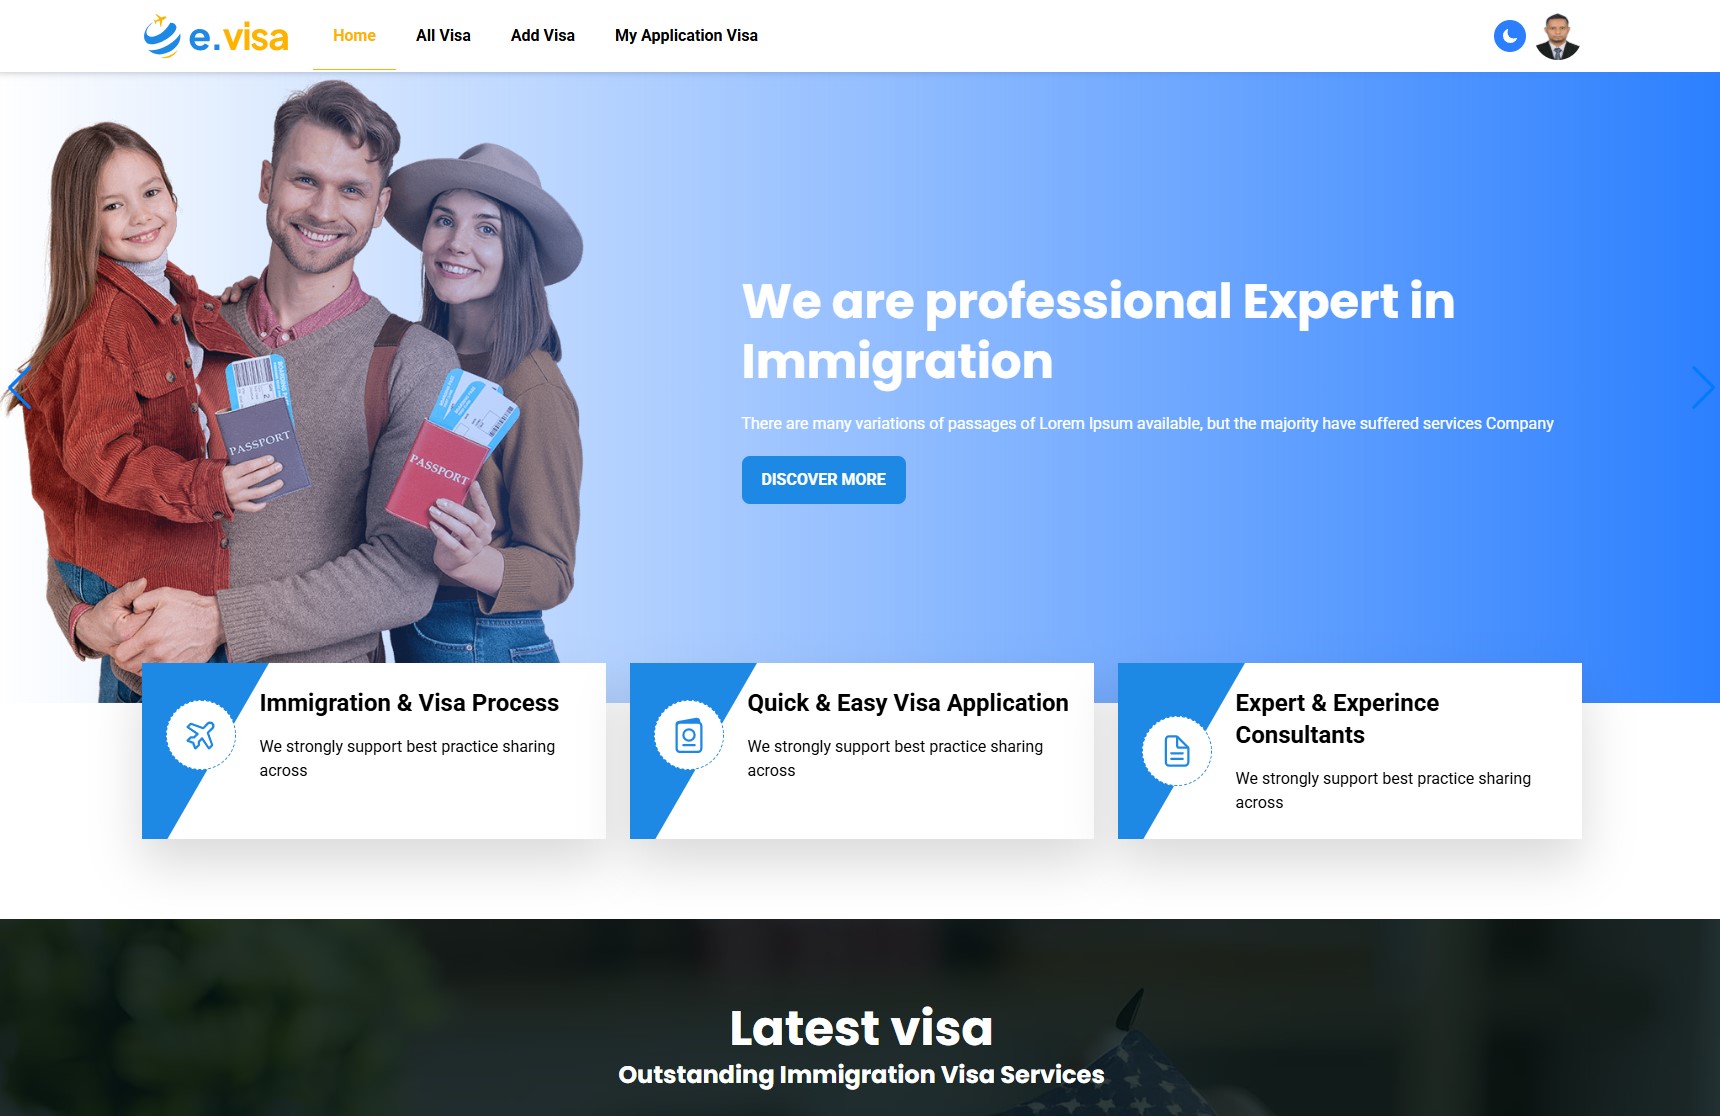 e.visa
Home
All Visa
Add Visa
My Application Visa
We are professional Expert in
Immigration
There are many variations of passages of Lorem Ipsum available, but the majority have suffered services Company
DISCOVER MORE
PASSPORT
PASSPORT
Immigration & Visa Process
We strongly support best practice sharing
across
Quick & Easy Visa Application
We strongly support best practice sharing
across
Expert & Experince
Consultants
We strongly support best practice sharing
across
Latest visa
Outstanding Immigration Visa Services